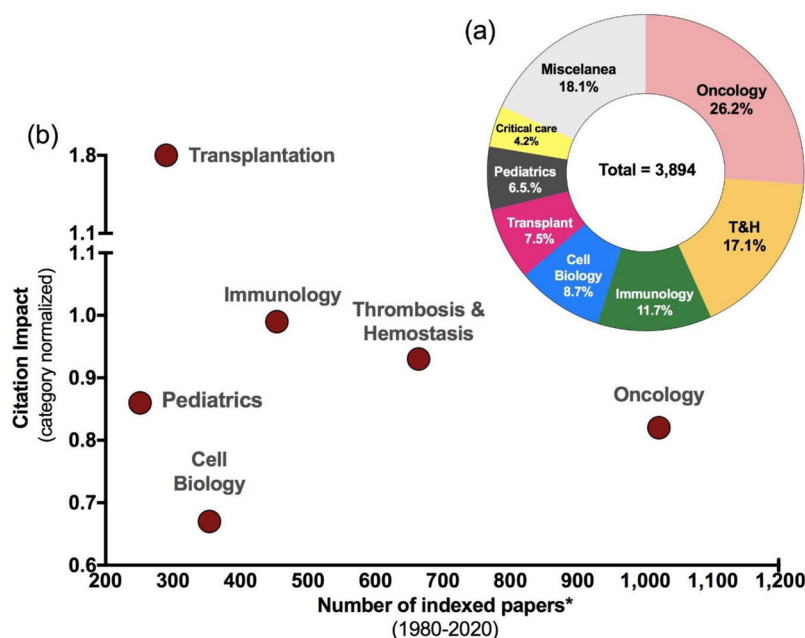 (a)
Miscelanea
18.1%
Oncology
26.2%
Critical care
4.2%
Pediatrics
6.5.%
Total = 3,894
Transplant
7.5%
T&H
17.1%
Cell
Biology
8.7%
Immunology
11.7%
(b)
Citation Impact
(category normalized)
1.8
1.1
1.1
1.0
0.9
0.8
0.7
0.6
Transplantation
Immunology
Thrombosis &
Hemostasis
Pediatrics
Oncology
Cell
Biology
200 300 400 500 600 700 800 900 1,000 1,100 1,200
Number of indexed papers*
(1980-2020)